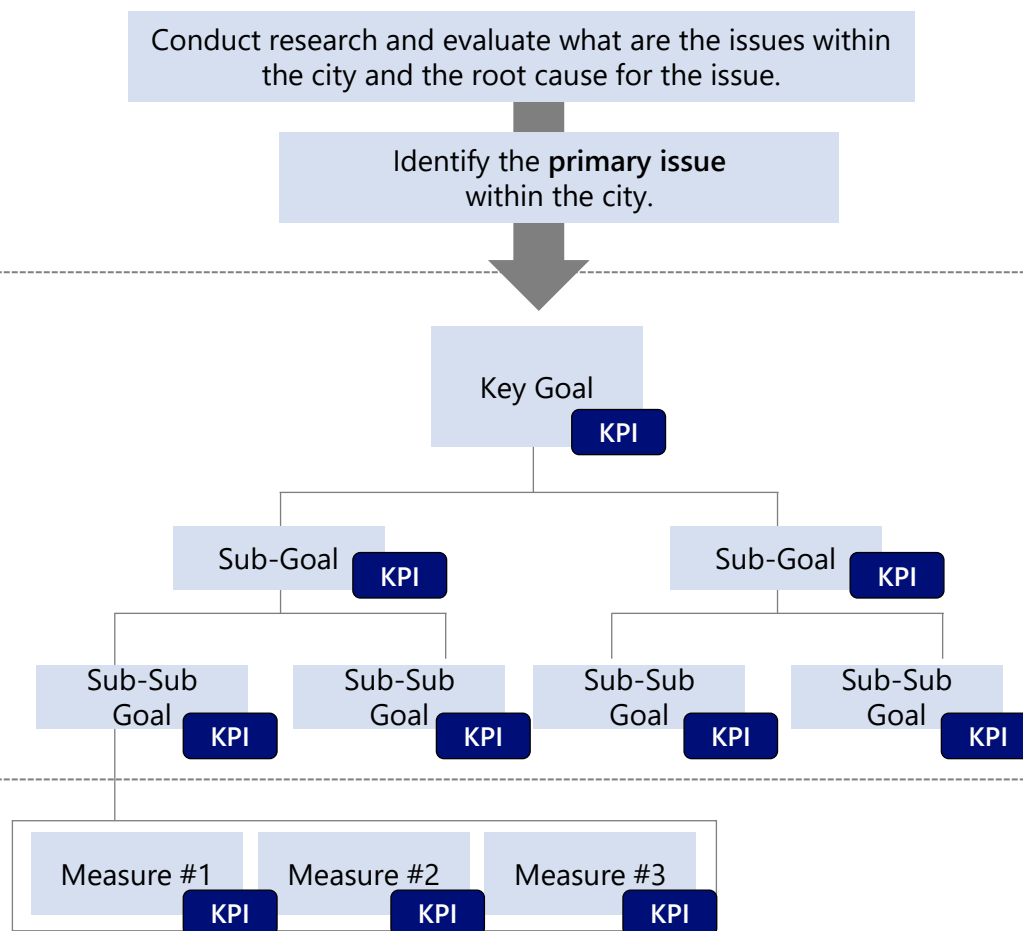 Conduct research and evaluate what are the issues within
the city and the root cause for the issue.
Identify the primary issue
within the city.
Key Goal
KPI
Sub-Goal
KPI
Sub-Goal
KPI
Sub-Sub
Goal
KPI
Sub-Sub
Goal
KPI
Sub-Sub
Goal
KPI
Sub-Sub
Goal
KPI
Measure #1
KPI
Measure #2
KPI
Measure #3
KPI